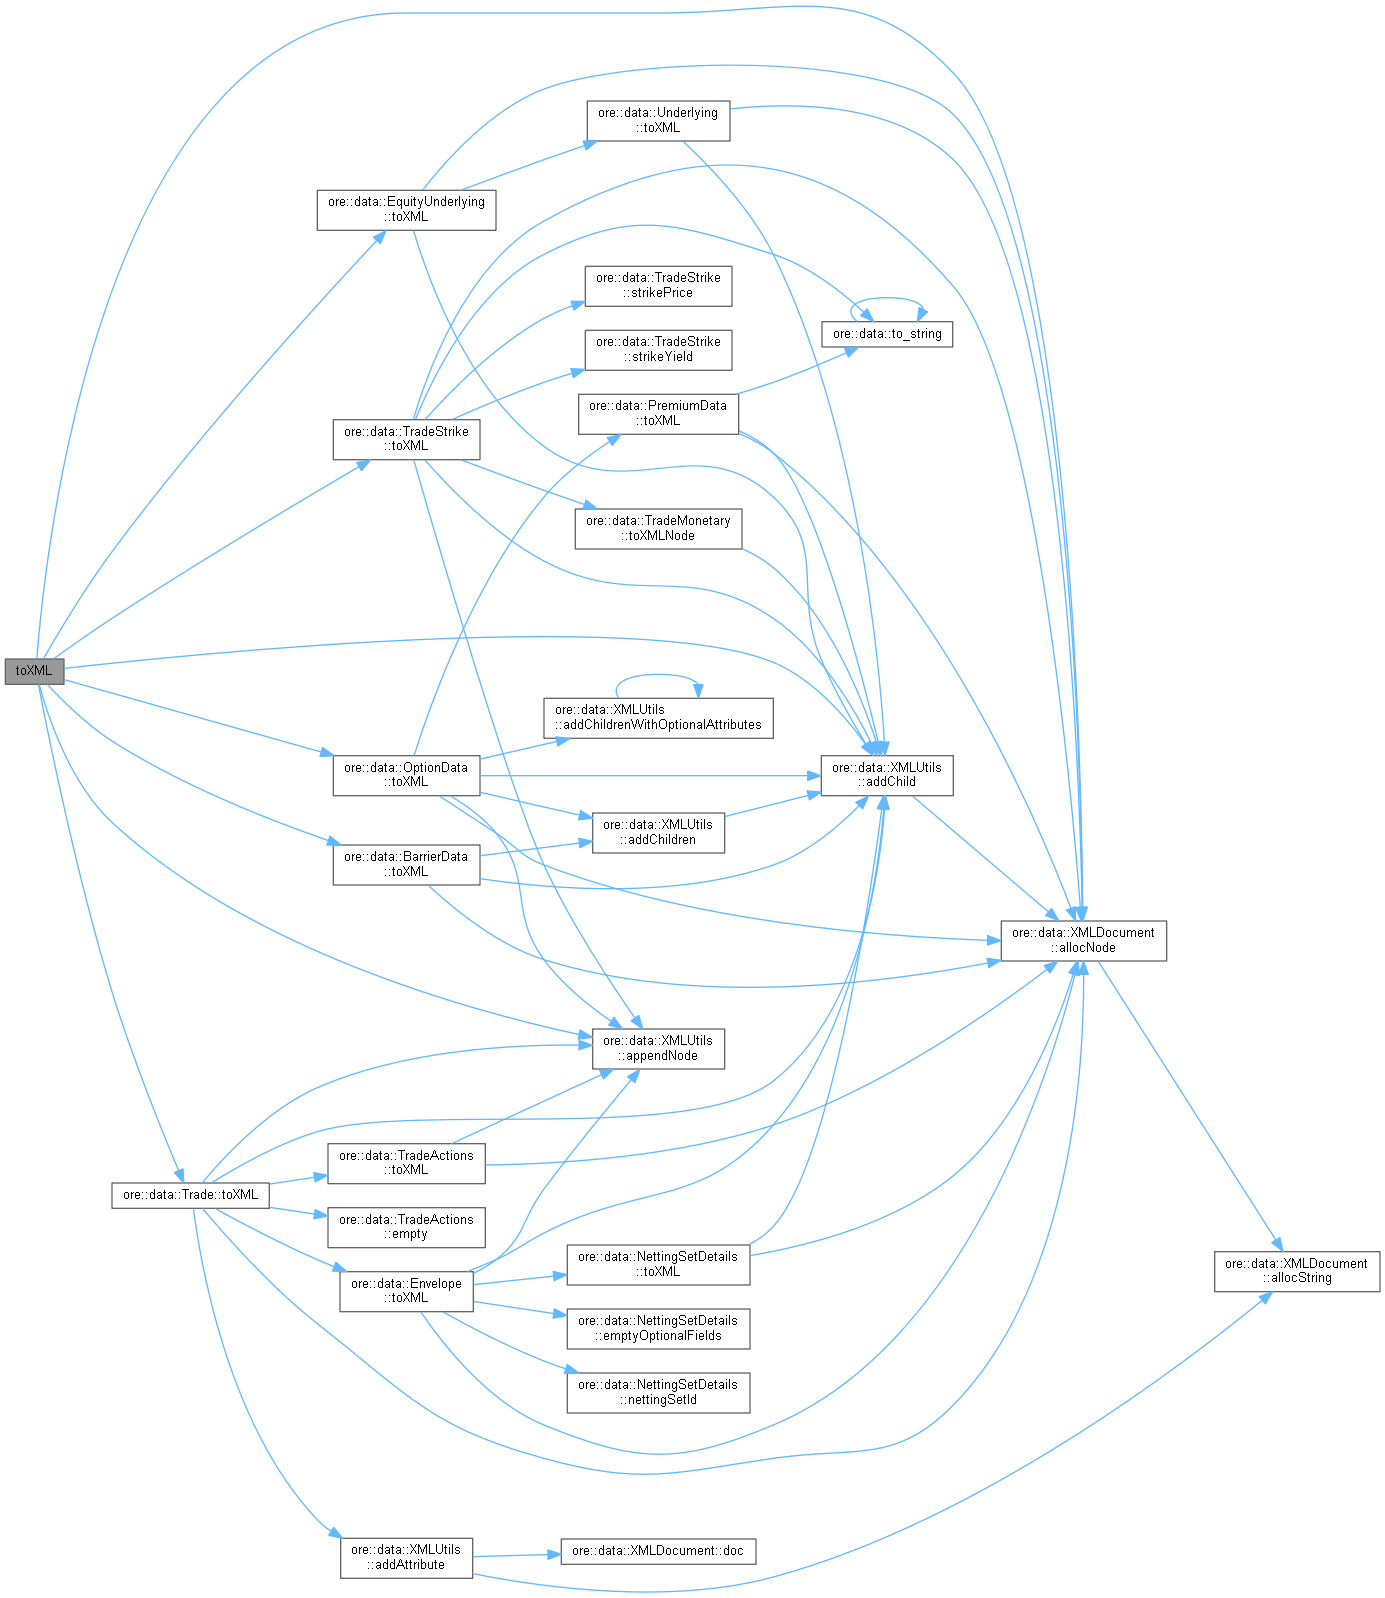 ore::data::Underlying
::toXML
ore::data::EquityUnderlying
::toXML
ore::data::TradeStrike
::strikePrice
ore::data::to_string
ore::data::TradeStrike
::strikeYield
ore::data::PremiumData
::toXML
ore::data::TradeStrike
::toXML
ore::data::TradeMonetary
::toXMLNode
toXML
ore::data::XMLUtils
::addChildrenWithOptionalAttributes
ore::data::OptionData
::toXML
ore::data::XMLUtils
::addChild
ore::data::XMLUtils
::addChildren
ore::data::BarrierData
::toXML
ore::data::XMLDocument
::allocNode
ore::data::XMLUtils
::appendNode
ore::data::TradeActions
::toXML
ore::data::Trade::toXML
ore::data::TradeActions
::empty
ore::data::NettingSetDetails
::toXML
ore::data::XMLDocument
::allocString
ore::data::Envelope
::toXML
ore::data::NettingSetDetails
::emptyOptionalFields
ore::data::NettingSetDetails
::nettingSetId
ore::data::XMLUtils
::addAttribute
ore::data::XMLDocument::doc